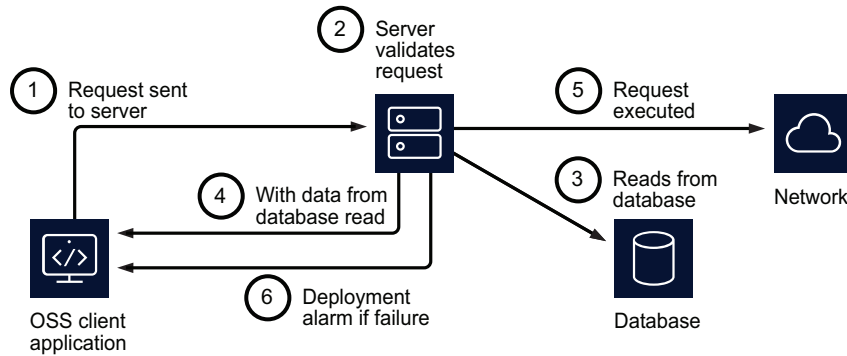 1
Request sent
to server
2
Server
validates
request
5
Request
executed
Network
3
Reads from
database
4
With data from
database read
</>
6
Deployment
alarm if failure
OSS client
application
Database